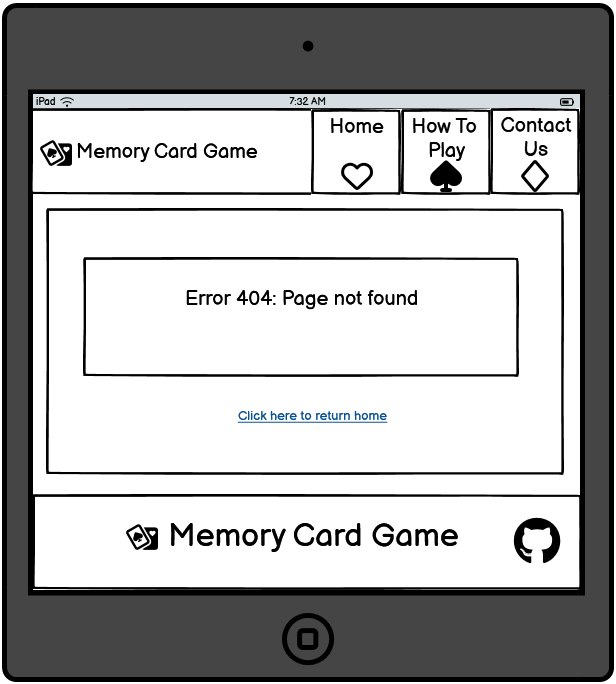 iPad 7:32 AM
Memory Card Game
Home
How To
Play
Contact
Us
Error 404: Page not found
Click here to return home
Memory Card Game